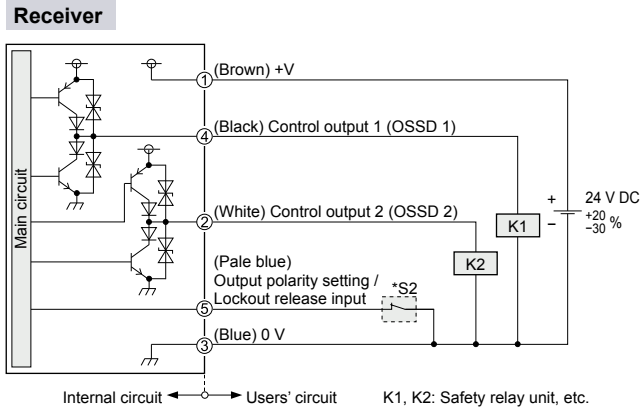 Receiver
Main circuit
① (Brown) +V
④ (Black) Control output 1 (OSSD 1)
② (White) Control output 2 (OSSD 2)
(Pale blue)
Output polarity setting /
Lockout release input
⑤
*S2
③ (Blue) 0 V
K1
K2
+
−
24 V DC
+20
−30 %
Internal circuit
Users' circuit
K1, K2: Safety relay unit, etc.